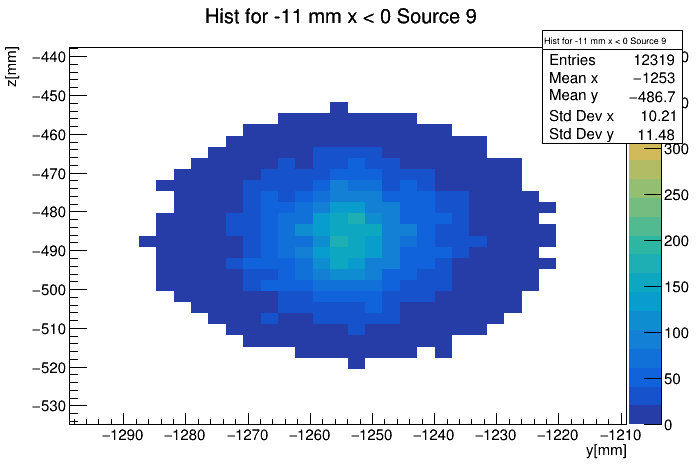 Hist for -11 mm x < 0 Source 9
z[mm]
Hist for -11 mm x < 0 Source 9
Entries 12319
Mean x −1253
Mean y −486.7
Std Dev x 10.21
Std Dev y 11.48
−440
−450
−460
−470
−480
−490
−500
−510
−520
−530
300
250
200
150
100
50
0
−1290 −1280 −1270 −1260 −1250 −1240 −1230 −1220 −1210
y[mm]